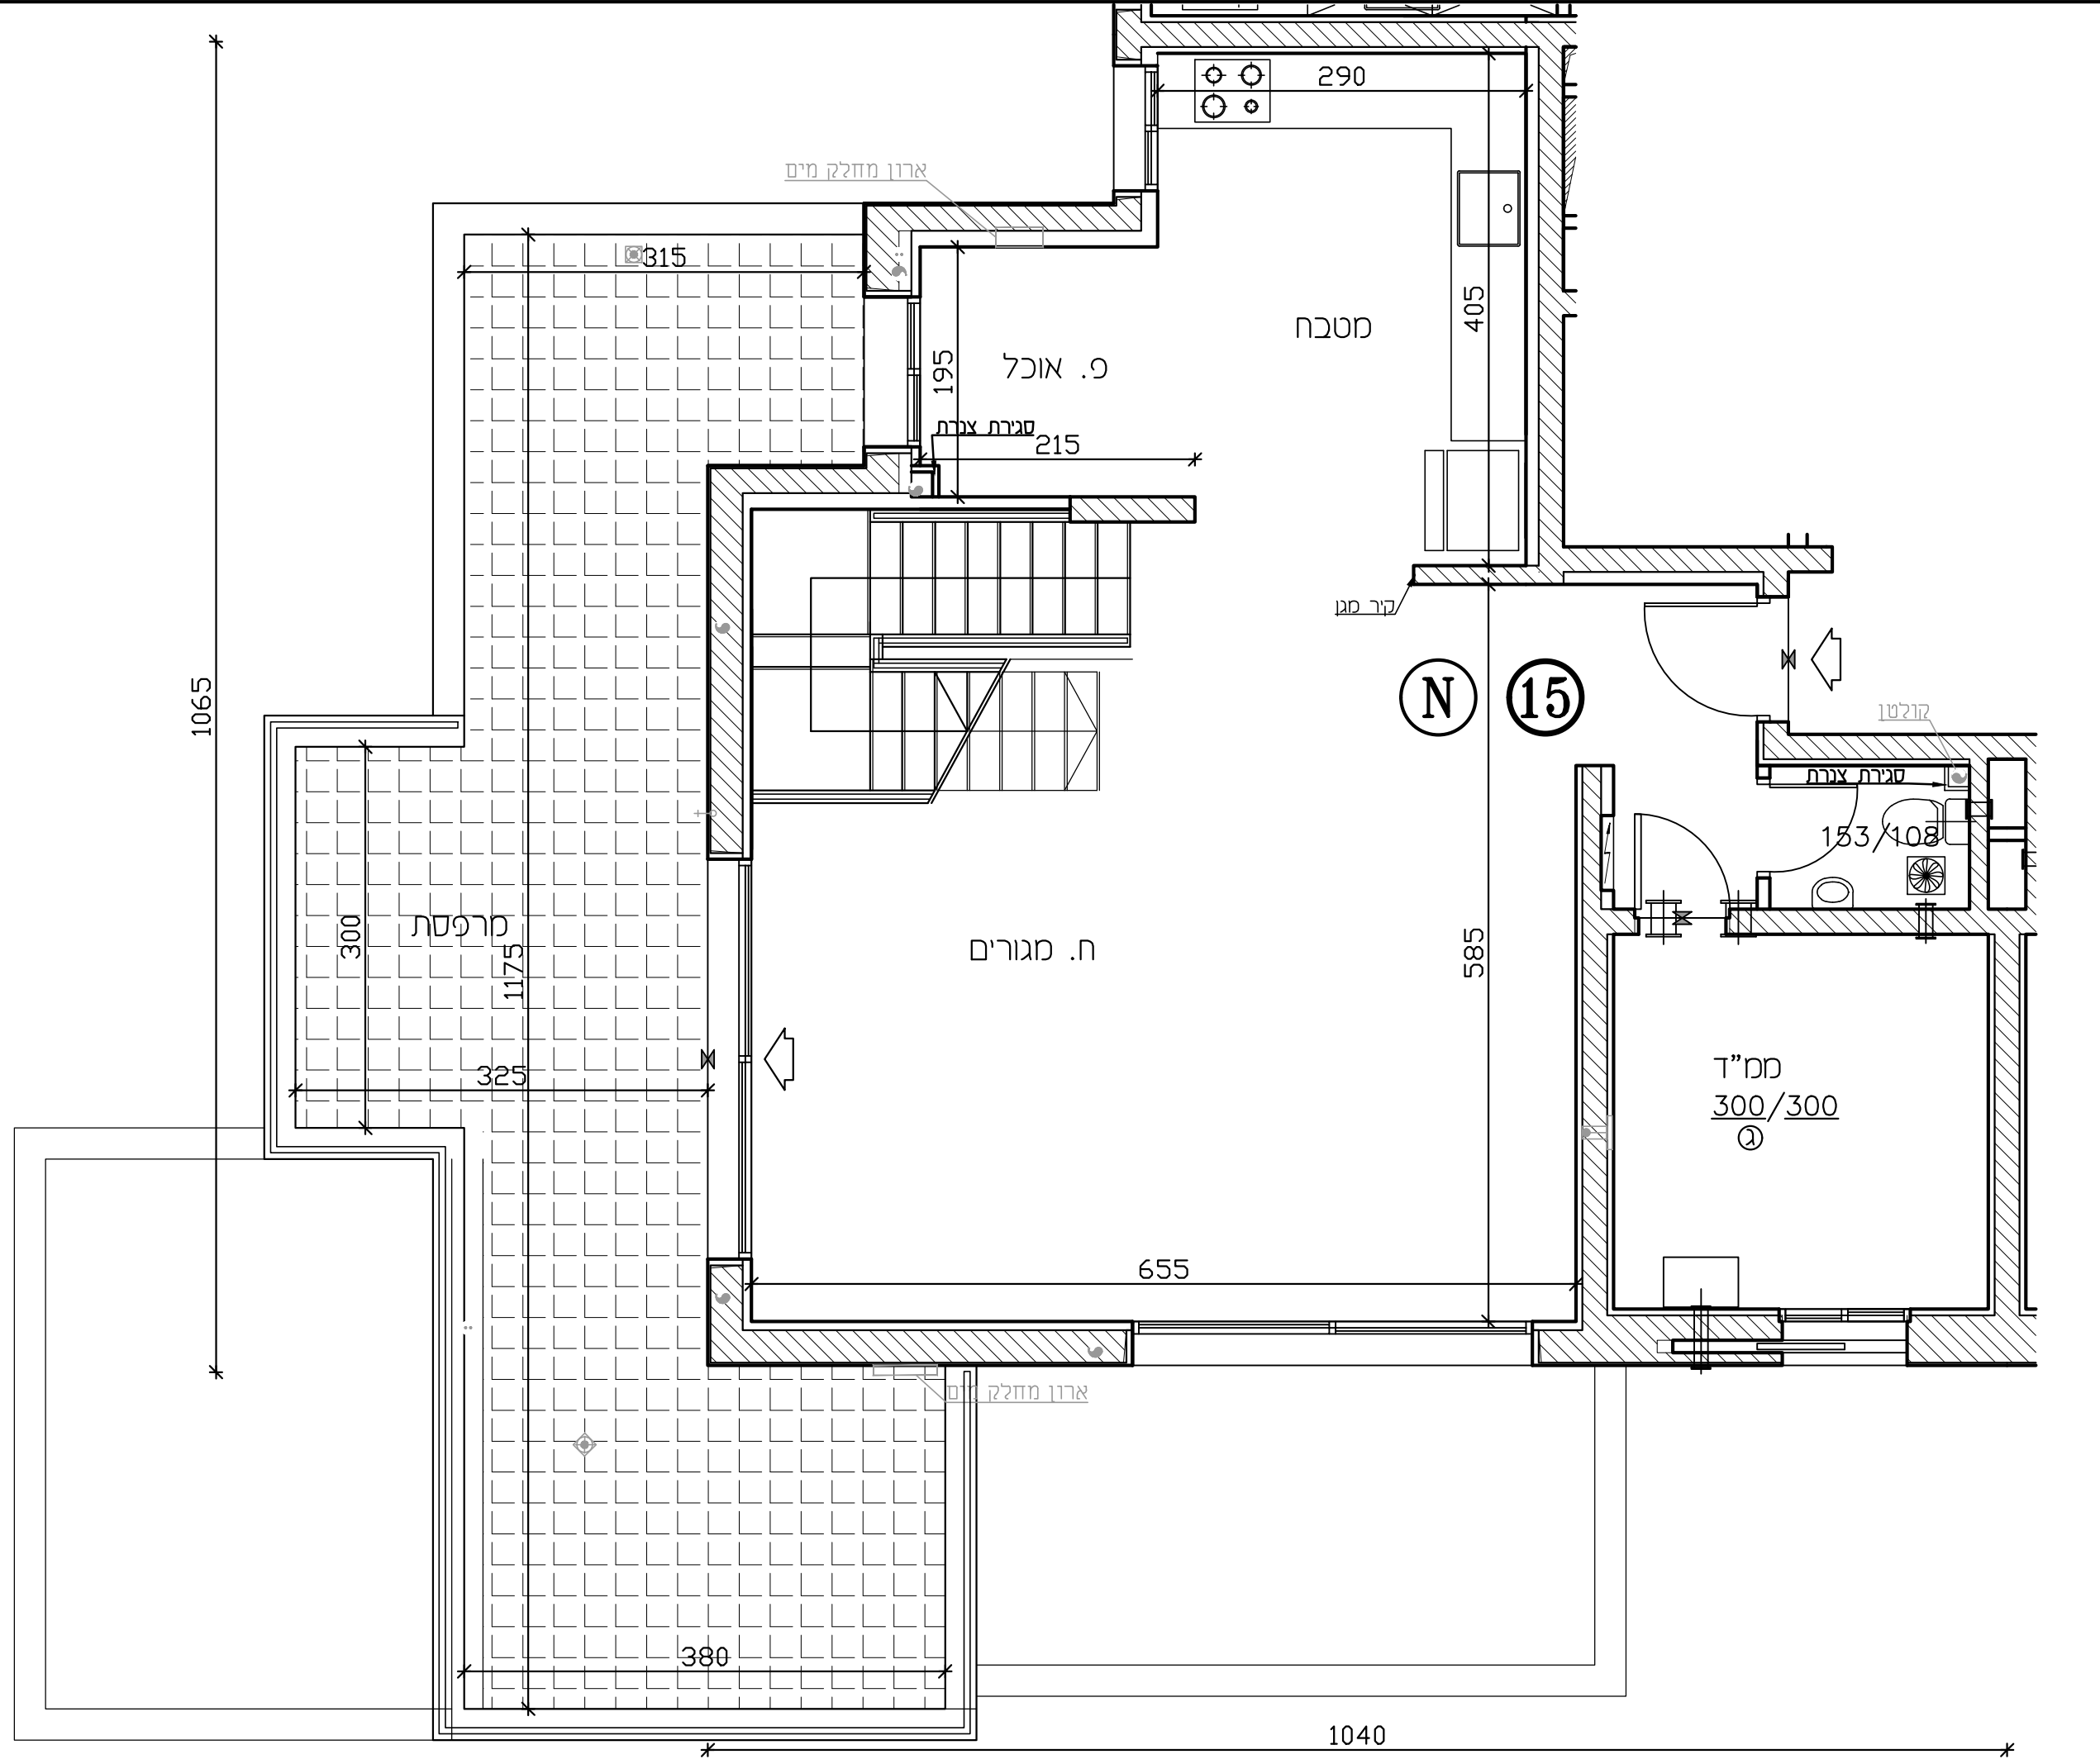 290
ארון מחלק מים
315
405
מטבח
פ. אוכל
195
סגירת צנרת
215
קיר מגן
1065
N
15
קולטן
סגירת צנרת
153/108
מרפסת
300
1175
ח. מגורים
585
325
ממ"ד
300/300
ג
655
ארון מחלק מים
380
1040